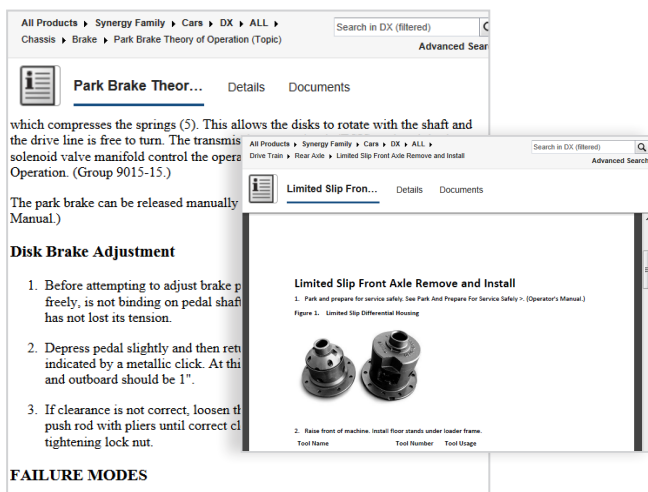 All Products ▸ Synergy Family ▸ Cars ▸ DX ▸ ALL ▸
Chassis ▸ Brake ▸ Park Brake Theory of Operation (Topic)
Search in DX (filtered)
Advanced Sear
Park Brake Theor... Details Documents
which compresses the springs (5). This allows the disks to rotate with the shaft and
the drive line is free to turn. The
solenoid valve manifold control the
Operation. (Group 9015-15.)
The park brake can be released manually
Manual.)
Disk Brake Adjustment
1. Before attempting to adjust brake
freely, is not binding on pedal
has not lost its tension.
2. Depress pedal slightly and then
indicated by a metallic click. At
and outboard should be 1".
3. If clearance is not correct, loosen
push rod with pliers until correct
tightening lock nut.
FAILURE MODES
All Products ▸ Synergy Family ▸ Cars ▸ DX ▸ ALL ▸
Drive Train ▸ Rear Axle ▸ Limited Slip Front Axle Remove and Install
Search in DX (filtered)
Advanced Search
Limited Slip Fron... Details Documents
Limited Slip Front Axle Remove and Install
1. Park and prepare for service safely. See Park And Prepare For Service Safely >. (Operator's Manual.)
Figure 1. Limited Slip Differential Housing
2. Raise front of machine. Install floor stands under loader frame.
Tool Name Tool Number Tool Usage